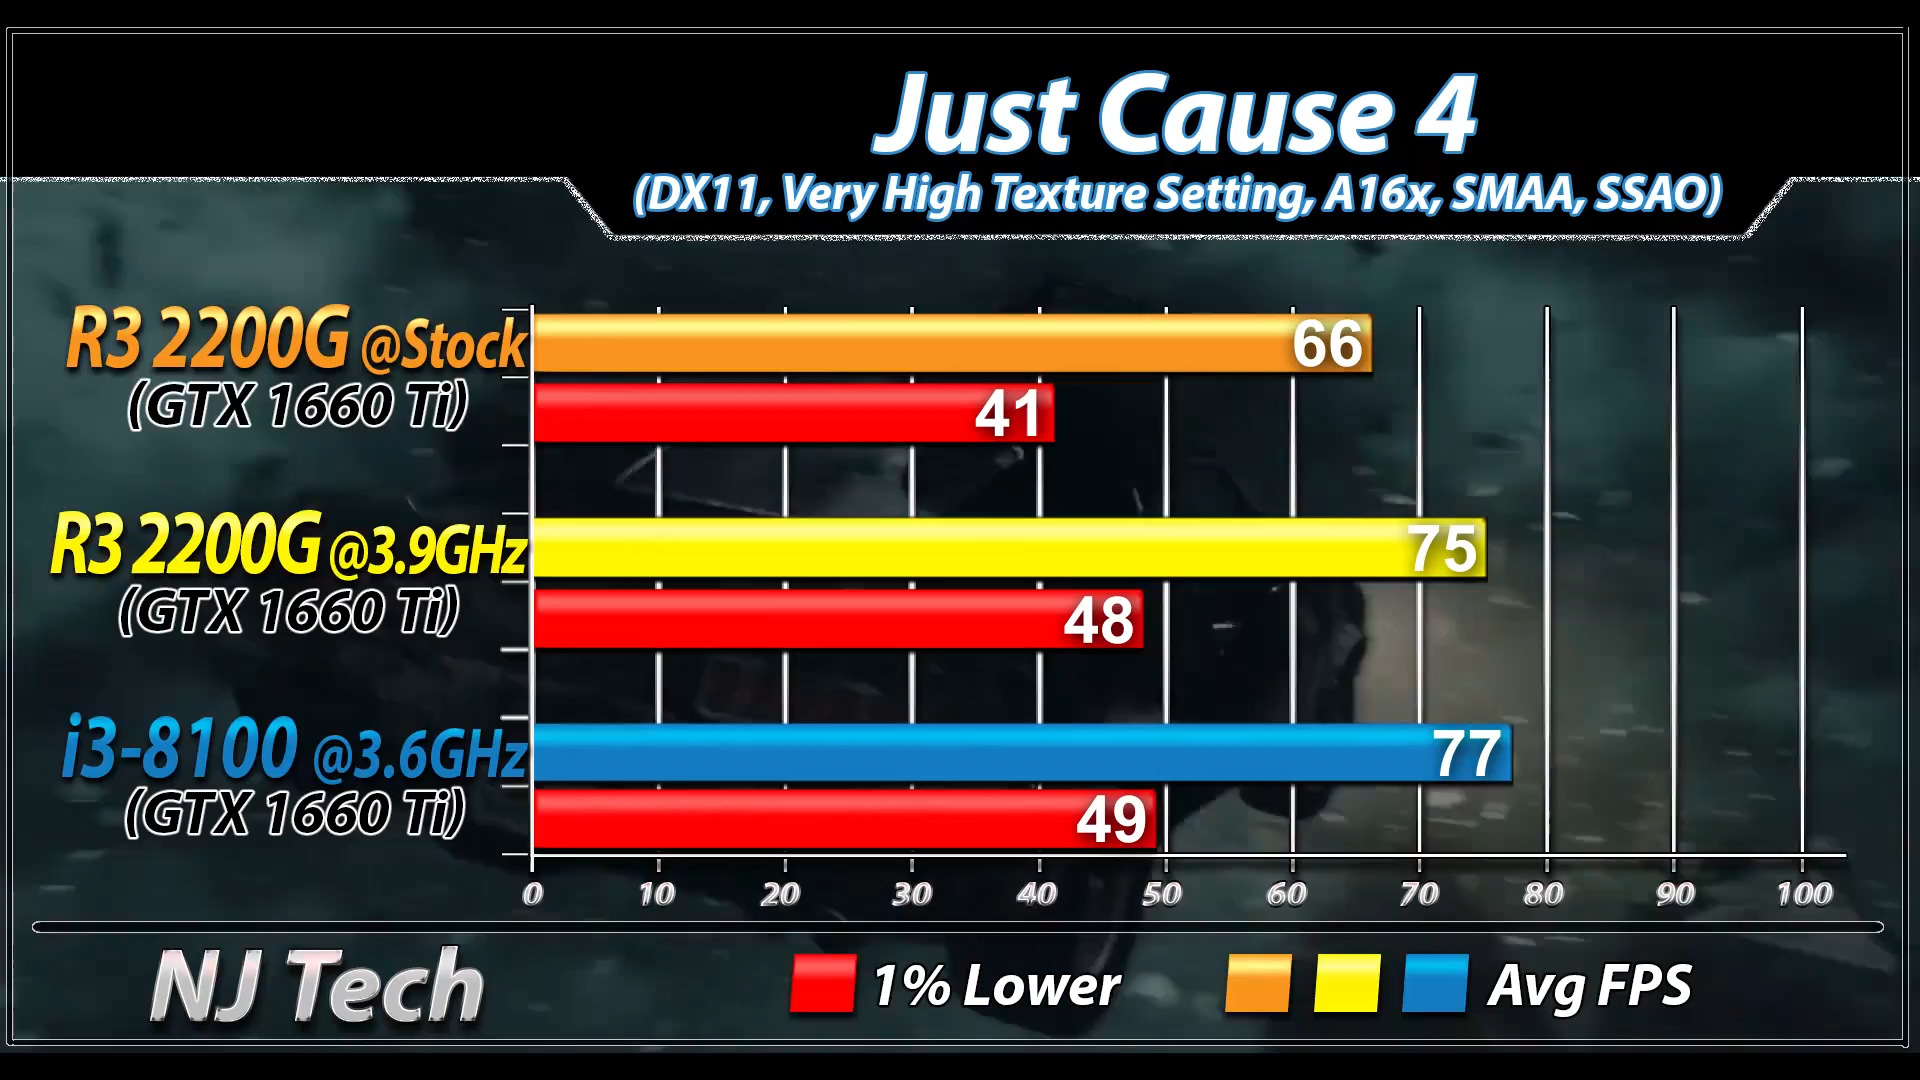 Just Cause 4
(DX11, Very High Texture Setting, A16x, SMAA, SSAO)
R3 2200G @Stock
(GTX 1660 Ti)
66
41
R3 2200G @3.9GHz
(GTX 1660 Ti)
75
48
i3-8100 @3.6GHz
(GTX 1660 Ti)
77
49
0 10 20 30 40 50 60 70 80 90 100
NJ Tech
1% Lower
Avg FPS